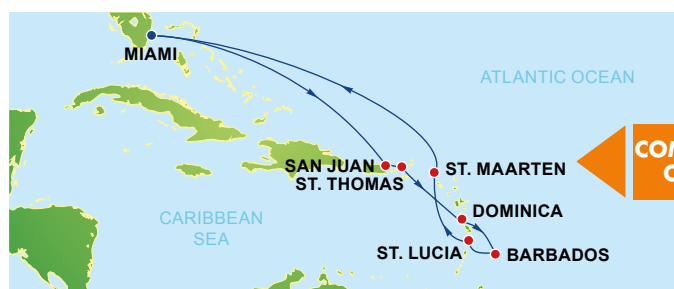 MIAMI
ATLANTIC OCEAN
SAN JUAN
ST. THOMAS
ST. MAARTEN
CARIBBEAN
SEA
DOMINICA
ST. LUCIA
BARBADOS